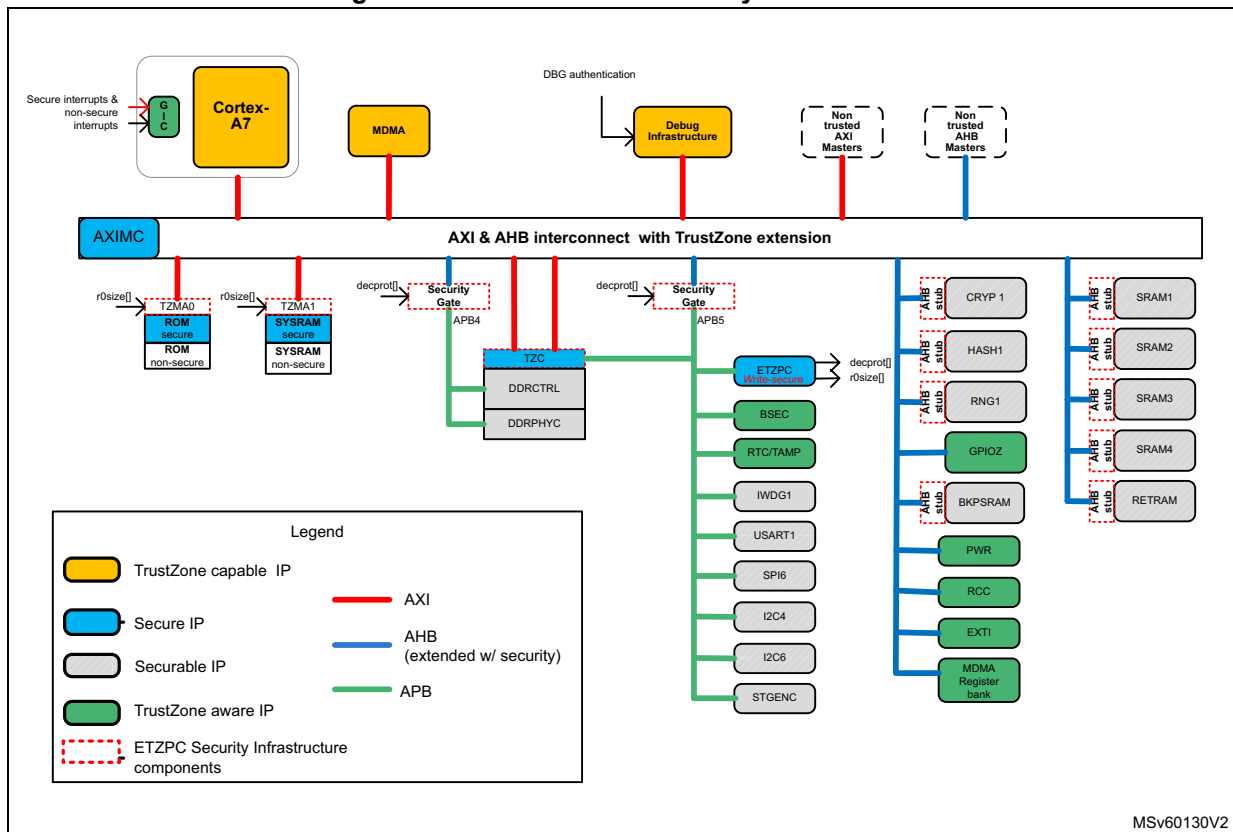 Secure interrupts &
non-secure
interrupts
G
I
C
Cortex-
A7
MDMA
DBG authentication
Debug
Infrastructure
Non
trusted
AXI
Masters
Non
trusted
AHB
Masters
AXIMC
AXI & AHB interconnect with TrustZone extension
r0size[]
TZMA0
ROM
secure
ROM
non-secure
r0size[]
TZMA1
SYSRAM
secure
SYSRAM
non-secure
decprot[]
Security
Gate
APB4
TZC
DDRCTRL
DDRPHYC
decprot[]
Security
Gate
APB5
ETZPC
Write-secure
decprot[]
r0size[]
BSEC
RTC/TAMP
IWDG1
USART1
SPI6
I2C4
I2C6
STGENC
AHB
stub
CRYP 1
AHB
stub
HASH1
AHB
stub
RNG1
GPIOZ
AHB
stub
BKPSRAM
PWR
RCC
EXTI
MDMA
Register
bank
AHB
stub
SRAM1
AHB
stub
SRAM2
AHB
stub
SRAM3
AHB
stub
SRAM4
AHB
stub
RETRAM
Legend
TrustZone capable IP
Secure IP
Securable IP
TrustZone aware IP
ETZPC Security Infrastructure
components
AXI
AHB
(extended w/ security)
APB
MSv60130V2